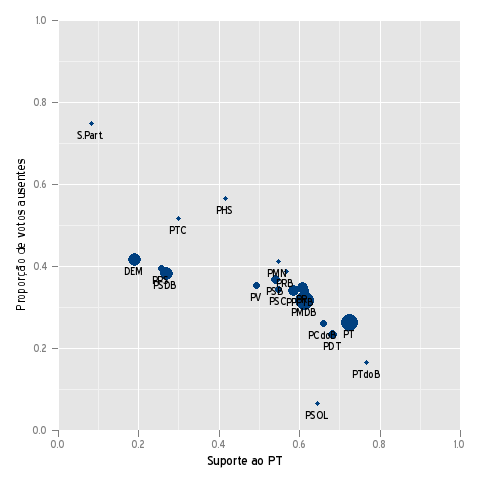 Proporção de votos ausentes
1.0
0.8
0.6
0.4
0.2
0.0
S.Part.
PHS
PTC
DEM
PPS
PSDB
PMN
PRB
PV
PSB
PSC
PMDB
PCdoB
PT
PDT
PTdoB
PSOL
0.0 0.2 0.4 0.6 0.8 1.0
Suporte ao PT